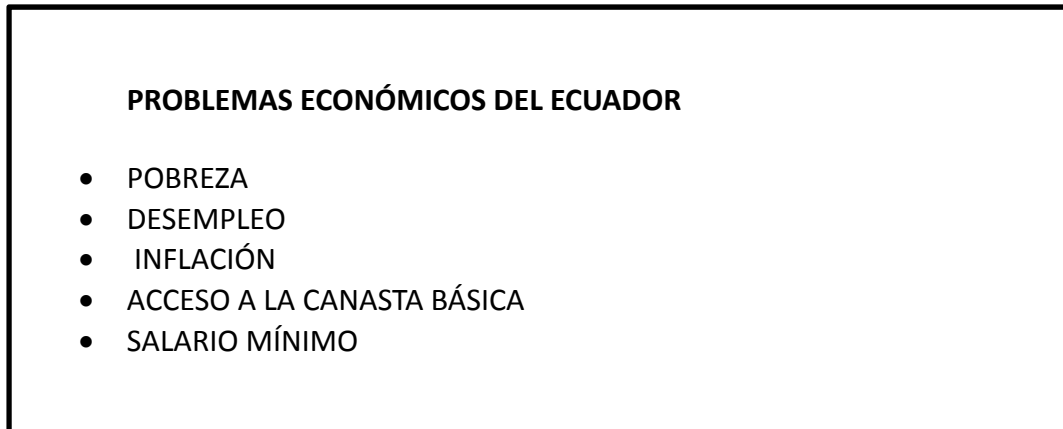 PROBLEMAS ECONÓMICOS DEL ECUADOR
• POBREZA
• DESEMPLEO
• INFLACIÓN
• ACCESO A LA CANASTA BÁSICA
• SALARIO MÍNIMO